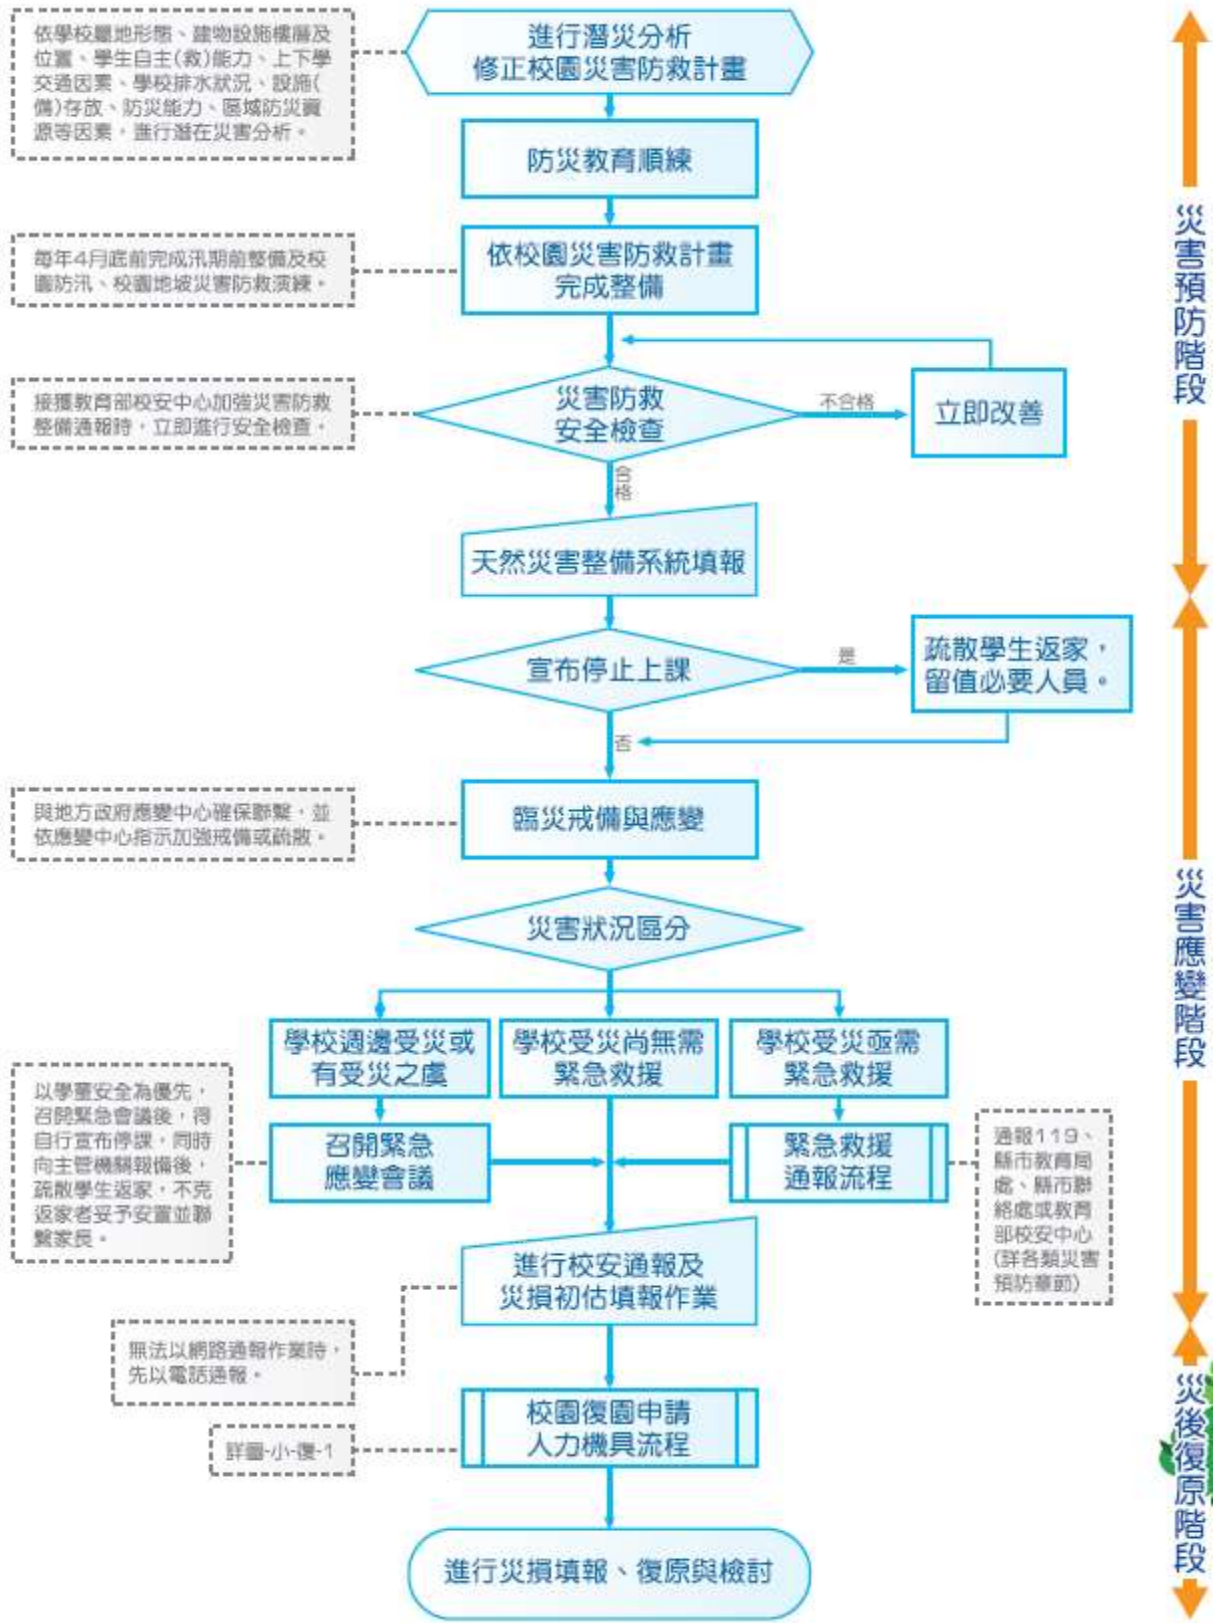 依學校屬地形態、建物設施樓層及
位置、學生自主(救)能力、上下學
交通因素、學校排水狀況、設施(
備)存放、防災能力、區域防災資
源等因素，進行潛在災害分析。
進行潛災分析
修正校園災害防救計畫
防災教育順練
每年4月底前完成汛期前整備及校
園防汛、校園地坡災害防救演練。
依校園災害防救計畫
完成整備
接獲教育部校安中心加強災害防救
整備通報時，立即進行安全檢查。
災害防救
安全檢查
不合格
立即改善
合格
天然災害整備系統填報
災害預防階段
宣布停止上課
是
疏散學生返家，
留值必要人員。
否
與地方政府應變中心確保聯繫，並
依應變中心指示加強戒備或疏散。
臨災戒備與應變
災害狀況區分
學校週邊受災或
有受災之虞
學校受災尚無需
緊急救援
學校受災亟需
緊急救援
以學童安全為優先，
召開緊急會議後，得
自行宣布停課，同時
向主管機關報備後，
疏散學生返家，不克
返家者妥予安置並聯
繫家長。
召開緊急
應變會議
緊急救援
通報流程
通報119、
縣市教育局
處、縣市聯
絡處或教育
部校安中心
(詳各類災害
預防章節)
災害應變階段
進行校安通報及
災損初估填報作業
無法以網路通報作業時，
先以電話通報。
校園復園申請
人力機具流程
詳圖-小-復-1
進行災損填報、復原與檢討
災後復原階段